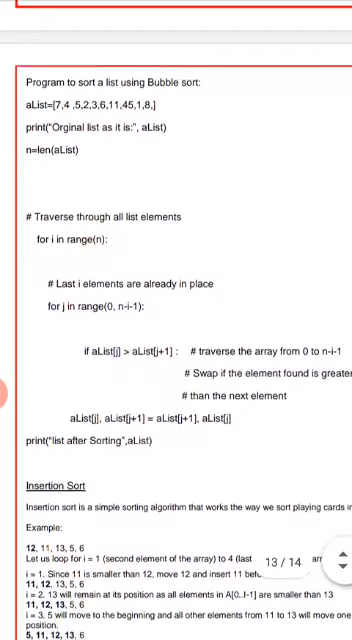 Program to sort a list using Bubble sort:
aList=[7,4 ,5,2,3,6,11,45,1,8,]
print("Orginal list as it is:", aList)
n=len(aList)
# Traverse through all list elements
for i in range(n):
# Last i elements are already in place
for j in range(0, n-i-1):
if aList[j] > aList[j+1] : # traverse the array from 0 to n-i-1
# Swap if the element found is greater
# than the next element
aList[j], aList[j+1] = aList[j+1], aList[j]
print("list after Sorting",aList)
Insertion Sort
Insertion sort is a simple sorting algorithm that works the way we sort playing cards
Example:
12, 11, 13, 5, 6
Let us loop for i = 1 (second element of the array) to 4 (last
13 / 14
i = 1. Since 11 is smaller than 12, move 12 and insert 11
11, 12, 13, 5, 6
i = 2. 13 will remain at its position as all elements in A[0..I-1] are smaller than 13
11, 12, 13, 5, 6
i = 3. 5 will move to the beginning and all other elements from 11 to 13 will move one
position.
5, 11, 12, 13, 6